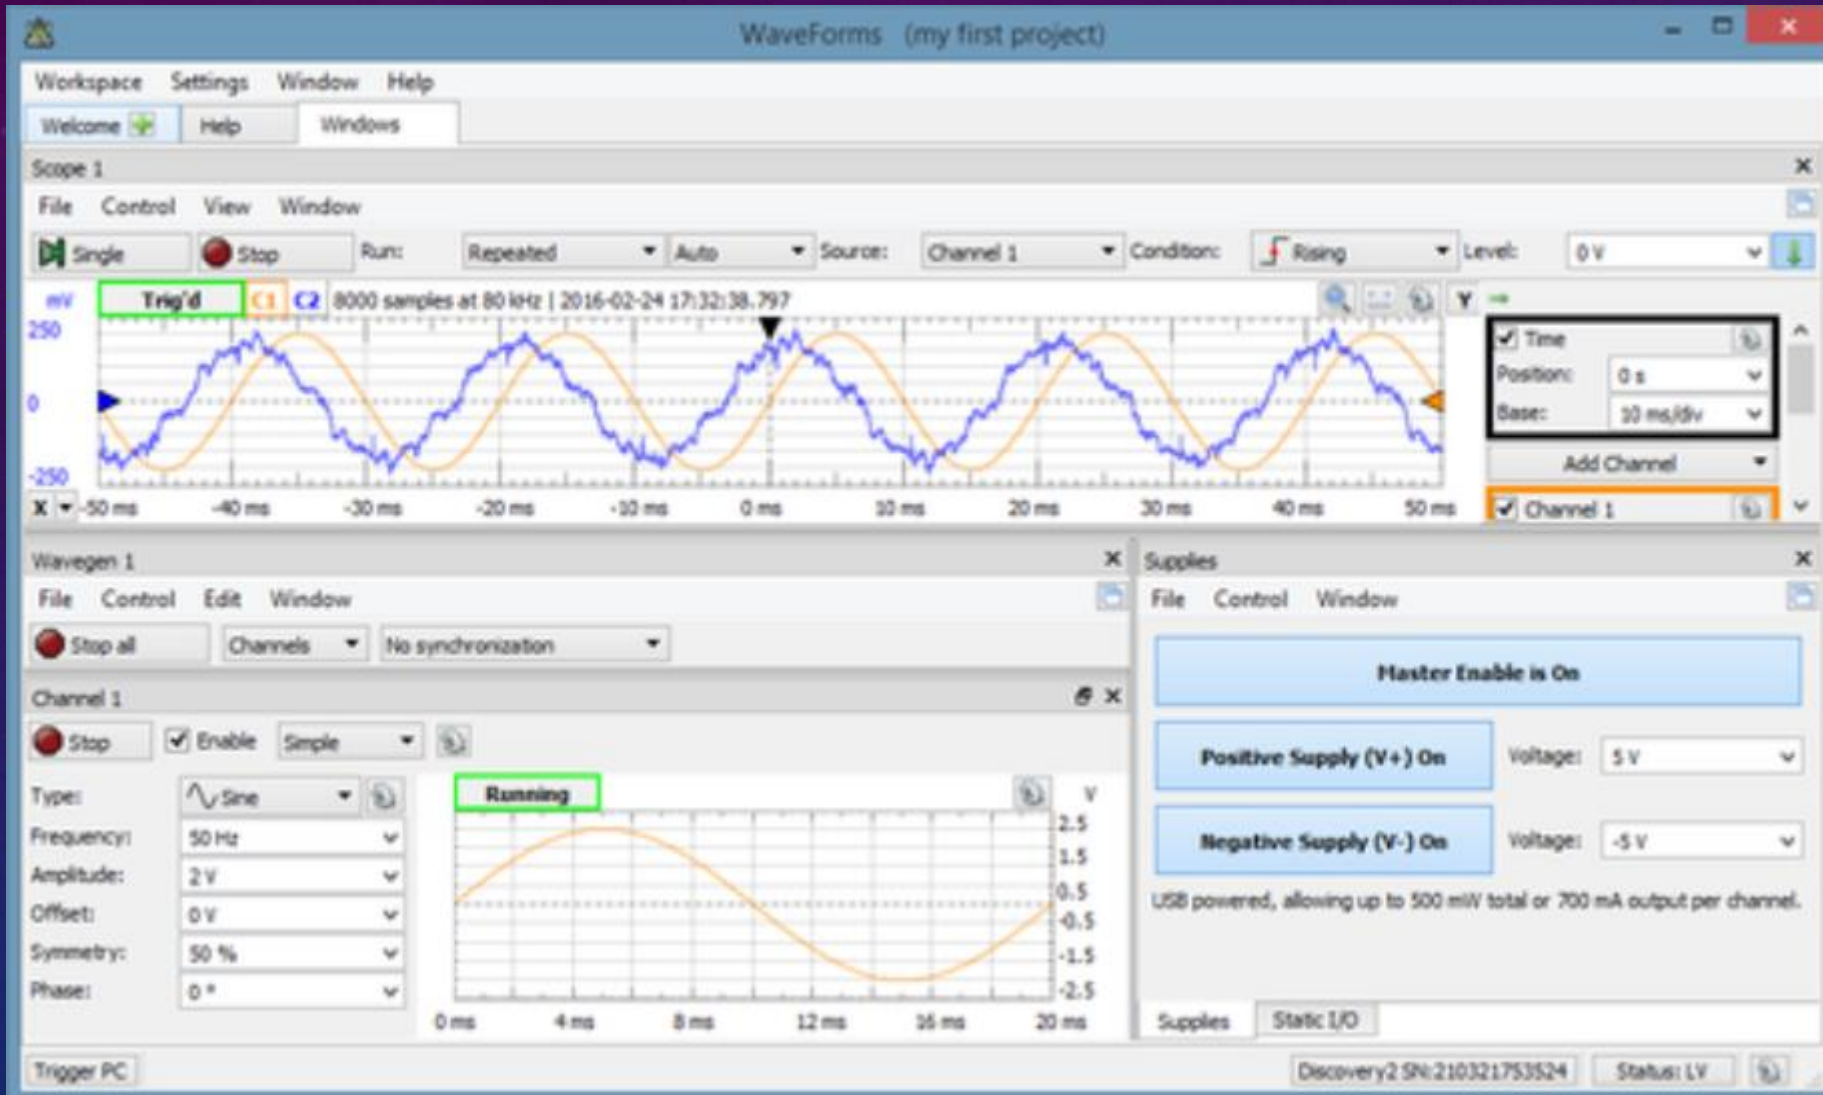 WaveForms (my first project)
Workspace Settings Window Help
Welcome Help Windows
Scope 1
File Control View Window
Single Stop Run: Repeated Auto Source: Channel 1 Condition: Rising Level: 0 V
mV Trig'd C1 C2 8000 samples at 80 kHz | 2016-02-24 17:32:38.797 Y
250
0
-250
Time
Position: 0 s
Base: 10 ms/div
Add Channel
Channel 1
X -50 ms -40 ms -30 ms -20 ms -10 ms 0 ms 10 ms 20 ms 30 ms 40 ms 50 ms
Wavegen 1
File Control Edit Window
Stop all Channels No synchronization
Channel 1
Stop Enable Simple
Type: Sine
Frequency: 50 Hz
Amplitude: 2 V
Offset: 0 V
Symmetry: 50 %
Phase: 0 °
Running V
2.5
1.5
0.5
-0.5
-1.5
-2.5
0 ms 4 ms 8 ms 12 ms 16 ms 20 ms
Supplies
File Control Window
Master Enable is On
Positive Supply (V+) On Voltage: 5 V
Negative Supply (V-) On Voltage: -5 V
USB powered, allowing up to 500 mW total or 700 mA output per channel.
Supplies Static I/O
Trigger PC Discovery2 SN:210321753524 Status: LV